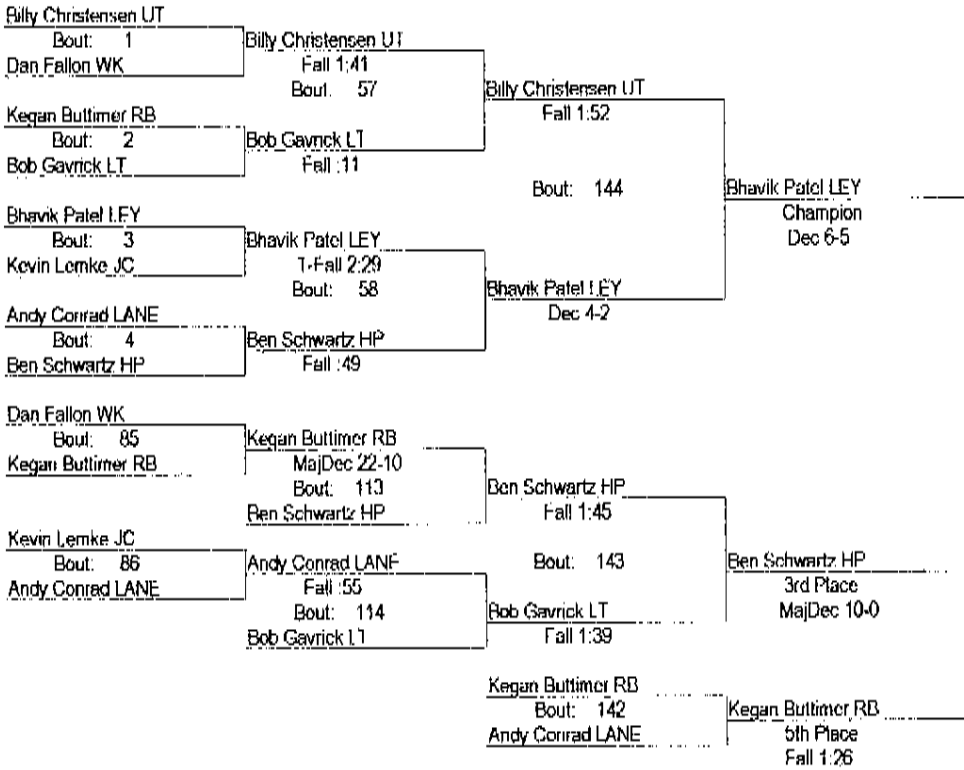 Billy Christensen UT
Bout: 1
Dan Fallon WK
Billy Christensen UT
Fall 1:41
Bout: 57
Kegan Buttimer RB
Bout: 2
Bob Gavrick LT
Bob Gavrick LT
Fall :11
Billy Christensen UT
Fall 1:52
Bout: 144
Bhavik Patel LEY
Bout: 3
Kevin Lemke JC
Bhavik Patel LEY
T-Fall 2:29
Bout: 58
Andy Conrad LANE
Bout: 4
Ben Schwartz HP
Ben Schwartz HP
Fall :49
Bhavik Patel LEY
Dec 4-2
Bhavik Patel LEY
Champion
Dec 6-5
Dan Fallon WK
Bout: 85
Kegan Buttimer RB
Kegan Buttimer RB
MajDec 22-10
Bout: 113
Ben Schwartz HP
Ben Schwartz HP
Fall 1:45
Bout: 143
Kevin Lemke JC
Bout: 86
Andy Conrad LANE
Andy Conrad LANE
Fall :55
Bout: 114
Bob Gavrick LT
Bob Gavrick LT
Fall 1:39
Ben Schwartz HP
3rd Place
MajDec 10-0
Kegan Buttimer RB
Bout: 142
Andy Conrad LANE
Kegan Buttimer RB
5th Place
Fall 1:26